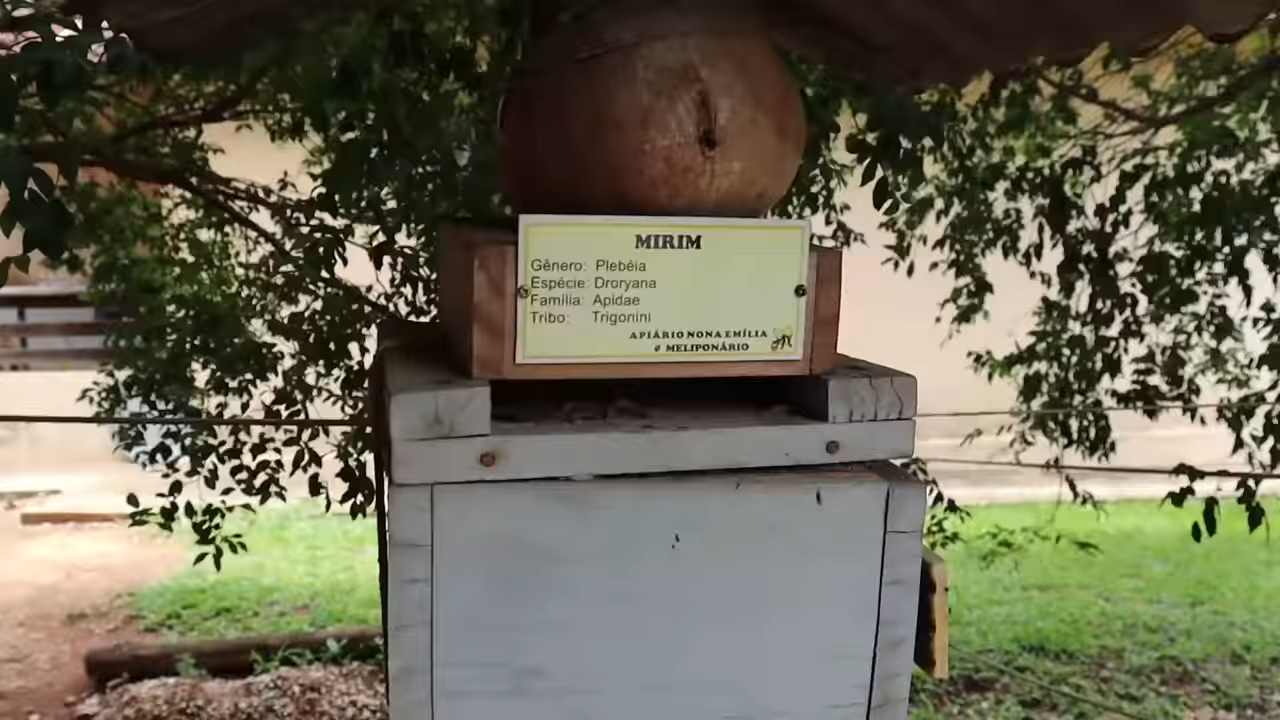 MIRIM
Gênero: Plebéia
Espécie: Droryana
Família: Apidae
Tribo: Trigonini
APIÁRIO NONA EMÍLIA
e MELIPONÁRIO